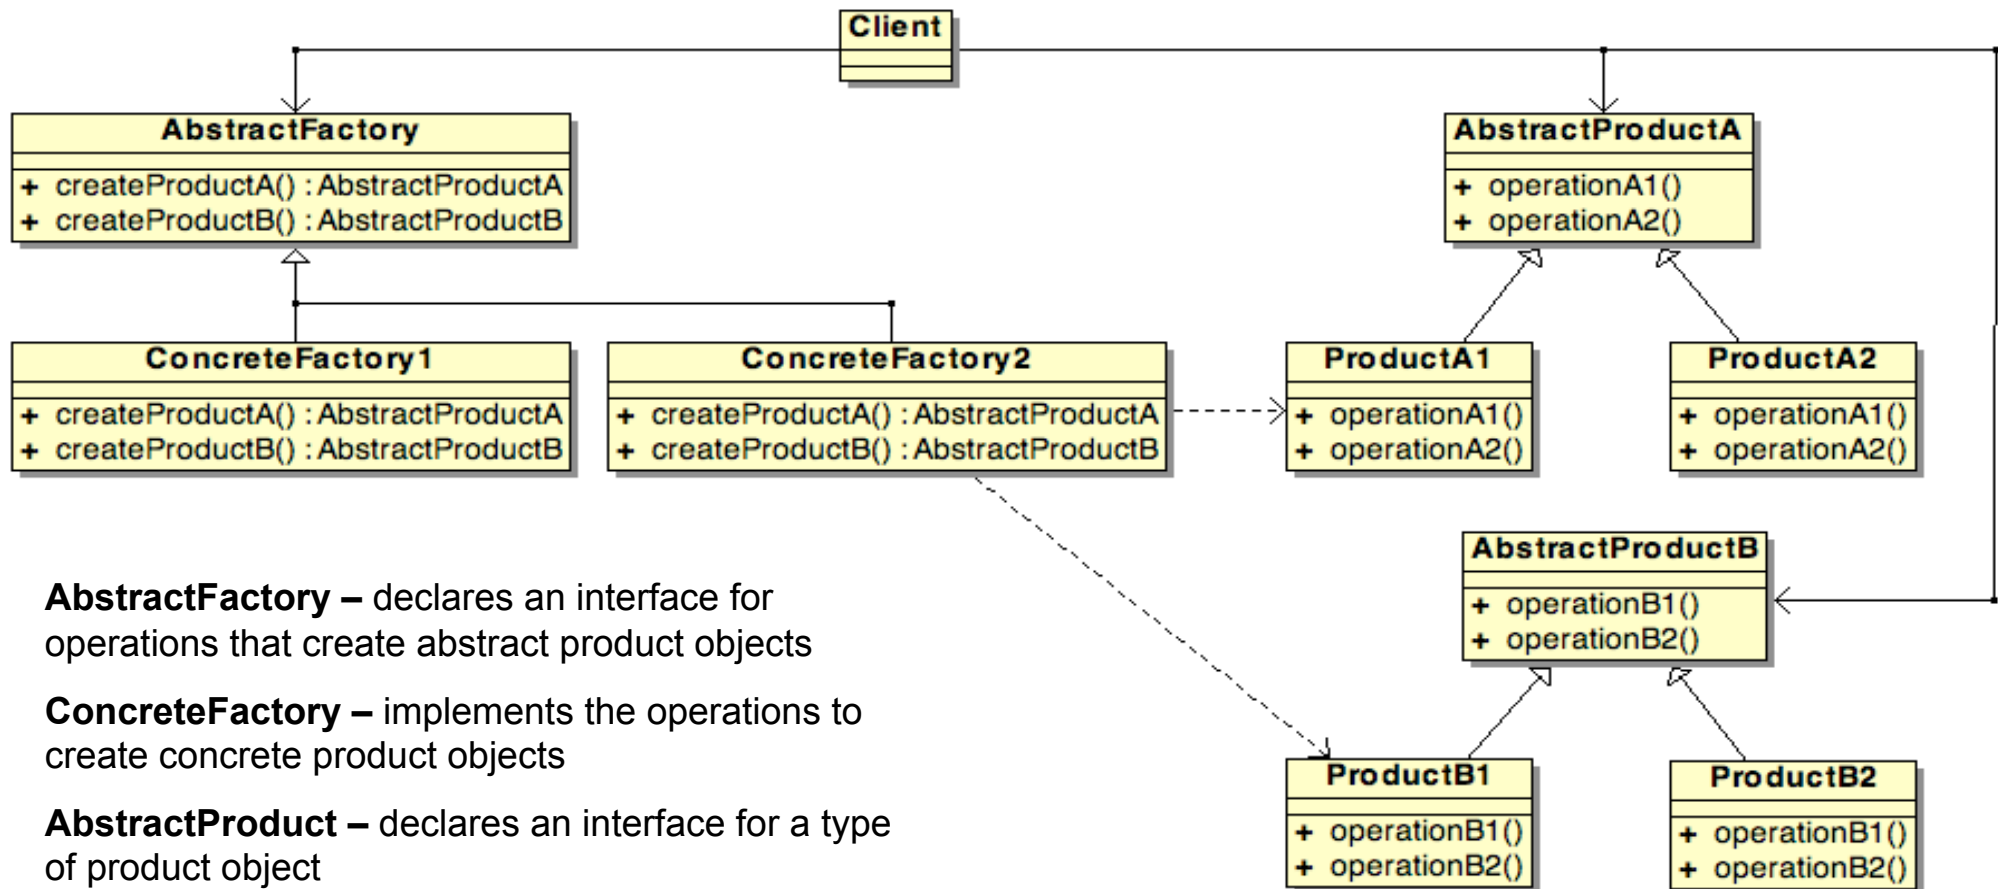 Client
AbstractFactory
+ createProductA() : AbstractProductA
+ createProductB() : AbstractProductB
AbstractProductA
+ operationA1()
+ operationA2()
ConcreteFactory1
+ createProductA() : AbstractProductA
+ createProductB() : AbstractProductB
ConcreteFactory2
+ createProductA() : AbstractProductA
+ createProductB() : AbstractProductB
ProductA1
+ operationA1()
+ operationA2()
ProductA2
+ operationA1()
+ operationA2()
AbstractProductB
+ operationB1()
+ operationB2()
ProductB1
+ operationB1()
+ operationB2()
ProductB2
+ operationB1()
+ operationB2()
AbstractFactory – declares an interface for
operations that create abstract product objects
ConcreteFactory – implements the operations to
create concrete product objects
AbstractProduct – declares an interface for a type
of product object